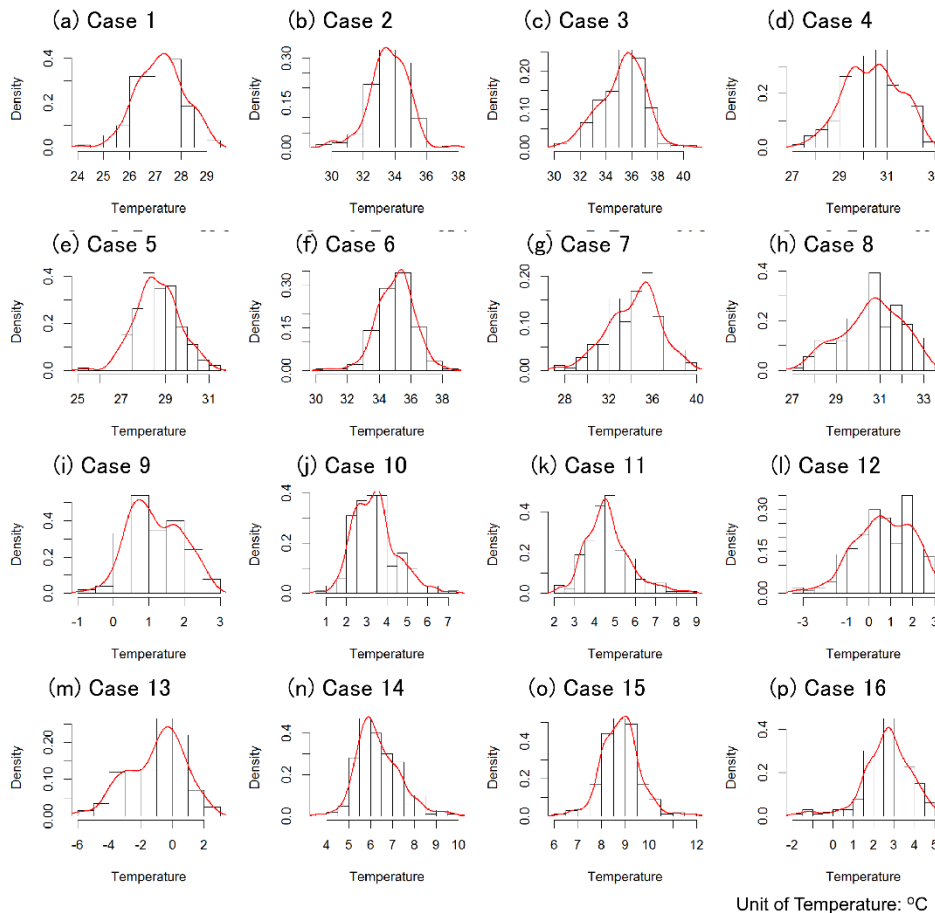 (a) Case 1 (b) Case 2 (c) Case 3 (d) Case 4
Density 0.0 0.2 0.4 Density 0.00 0.15 0.30 Density 0.00 0.10 0.20 Density 0.0 0.2
24 25 26 27 28 29 30 32 34 36 38 30 32 34 36 38 40 27 29 30 31 32
Temperature Temperature Temperature Temperature
(e) Case 5 (f) Case 6 (g) Case 7 (h) Case 8
Density 0.0 0.2 0.4 Density 0.00 0.15 0.30 Density 0.00 0.10 0.20 Density 0.0 0.2 0.4
25 28 29 31 30 32 34 36 38 28 32 36 40 27 29 31 33
Temperature Temperature Temperature Temperature
(i) Case 9 (j) Case 10 (k) Case 11 (l) Case 12
Density 0.0 0.2 0.4 Density 0.0 0.2 0.4 Density 0.0 0.2 0.4 Density 0.00 0.15 0.30
-1 0 1 2 3 1 2 3 4 5 6 7 2 3 4 5 6 7 8 9 -3 -1 0 1 2
Temperature Temperature Temperature Temperature
(m) Case 13 (n) Case 14 (o) Case 15 (p) Case 16
Density 0.00 0.10 0.20 Density 0.0 0.2 0.4 Density 0.0 0.2 0.4 Density 0.0 0.2 0.4
-6 -4 -2 0 2 4 5 6 7 8 9 10 6 7 8 9 10 12 -2 0 1 2 3 4
Temperature Temperature Temperature Temperature
Unit of Temperature: °C